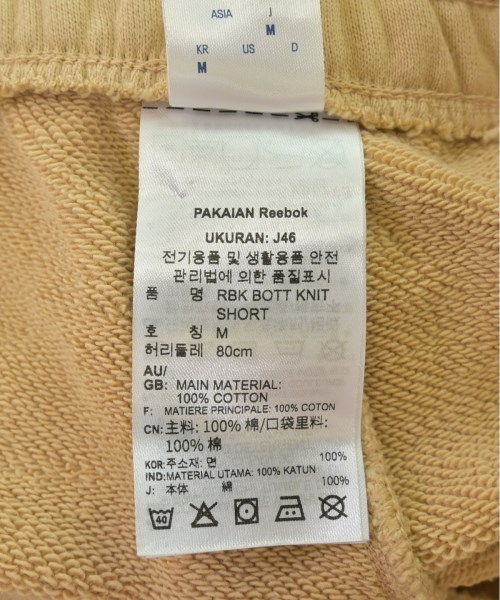 ASIA J
M
KR US D
M
PAKAIAN Reebok
UKURAN: J46
전기용품 및 생활용품 안전
관리법에 의한 품질표시
품 명 RBK BOTT KNIT
SHORT
호 칭 M
허리둘레 80cm
AU/
GB: MAIN MATERIAL:
100% COTTON
F: MATIERE PRINCIPALE: 100% COTON
CN: 主料: 100% 棉/口袋里料:
100% 棉
KOR:주소재: 면 100%
IND:MATERIAL UTAMA: 100% KATUN
J: 本体 綿 100%
40